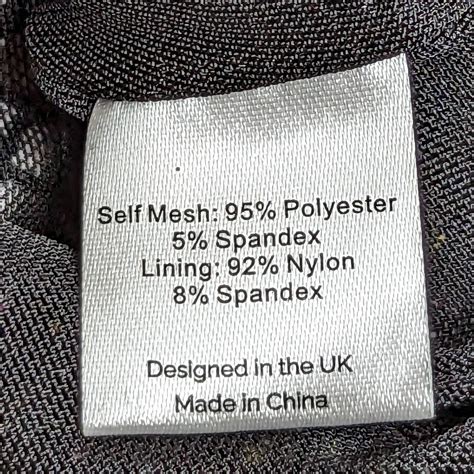 Self Mesh: 95% Polyester
5% Spandex
Lining: 92% Nylon
8% Spandex
Designed in the UK
Made in China